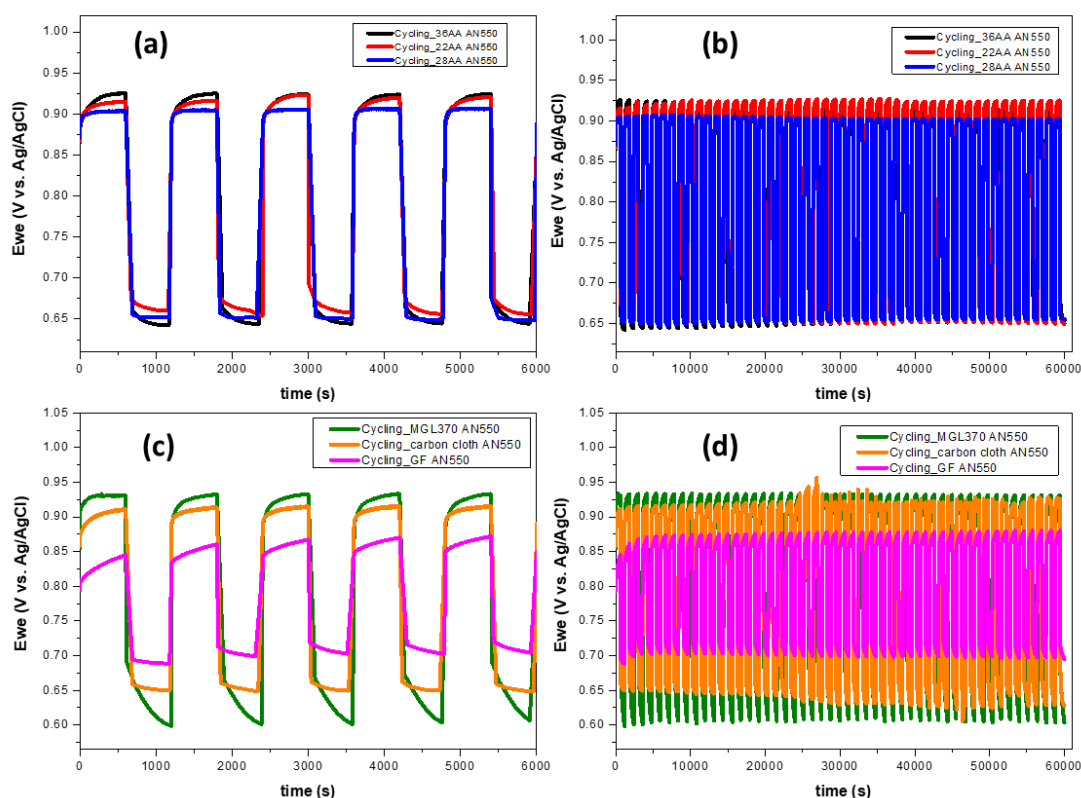 (a)
Cycling_36AA AN550
Cycling_22AA AN550
Cycling_28AA AN550
1.00
0.95
0.90
0.85
0.80
0.75
0.70
0.65
Ewe (V vs. Ag/AgCl)
0 1000 2000 3000 4000 5000 6000
time (s)
(b)
Cycling_36AA AN550
Cycling_22AA AN550
Cycling_28AA AN550
1.00
0.95
0.90
0.85
0.80
0.75
0.70
0.65
Ewe (V vs. Ag/AgCl)
0 10000 20000 30000 40000 50000 60000
time (s)
(c)
Cycling_MGL370 AN550
Cycling_carbon cloth AN550
Cycling_GF AN550
1.05
1.00
0.95
0.90
0.85
0.80
0.75
0.70
0.65
0.60
Ewe (V vs. Ag/AgCl)
0 1000 2000 3000 4000 5000 6000
time (s)
(d)
Cycling_MGL370 AN550
Cycling_carbon cloth AN550
Cycling_GF AN550
1.05
1.00
0.95
0.90
0.85
0.80
0.75
0.70
0.65
0.60
Ewe (V vs. Ag/AgCl)
0 10000 20000 30000 40000 50000 60000
time (s)